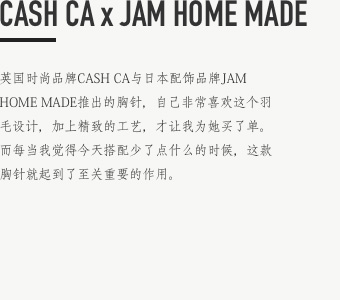 CASH CA x JAM HOME MADE
英国时尚品牌CASH CA与日本配饰品牌JAM
HOME MADE推出的胸针，自己非常喜欢这个羽
毛设计，加上精致的工艺，才让我为她买了单。
而每当我觉得今天搭配少了点什么的时候，这款
胸针就起到了至关重要的作用。